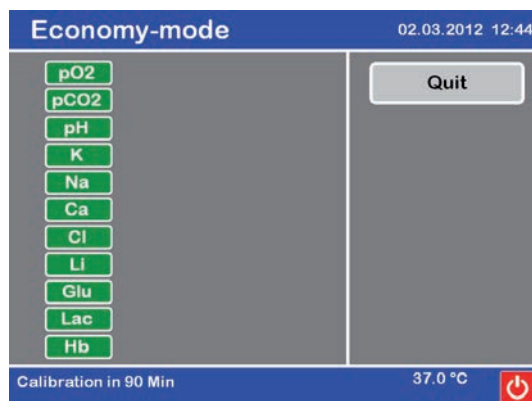 Economy-mode
02.03.2012 12:44
pO2
pCO2
pH
K
Na
Ca
Cl
Li
Glu
Lac
Hb
Quit
Calibration in 90 Min
37.0 °C